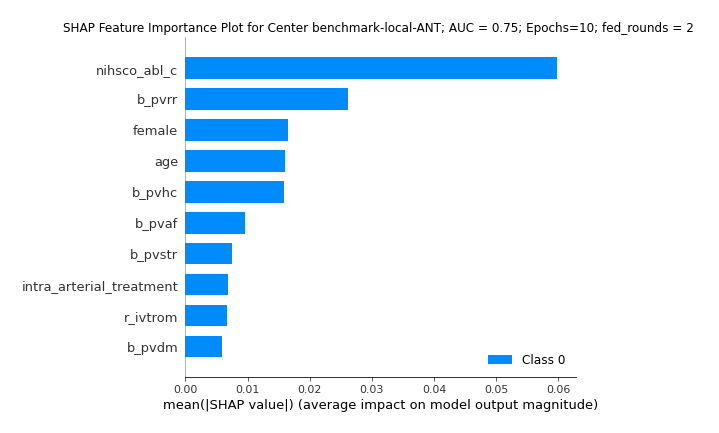 SHAP Feature Importance Plot for Center benchmark-local-ANT; AUC = 0.75; Epochs=10; fed_rounds = 2
nihsco_abl_c
b_pvrr
female
age
b_pvhc
b_pvaf
b_pvstr
intra_arterial_treatment
r_ivtrom
b_pvdm
Class 0
0.00 0.01 0.02 0.03 0.04 0.05 0.06
mean(|SHAP value|) (average impact on model output magnitude)